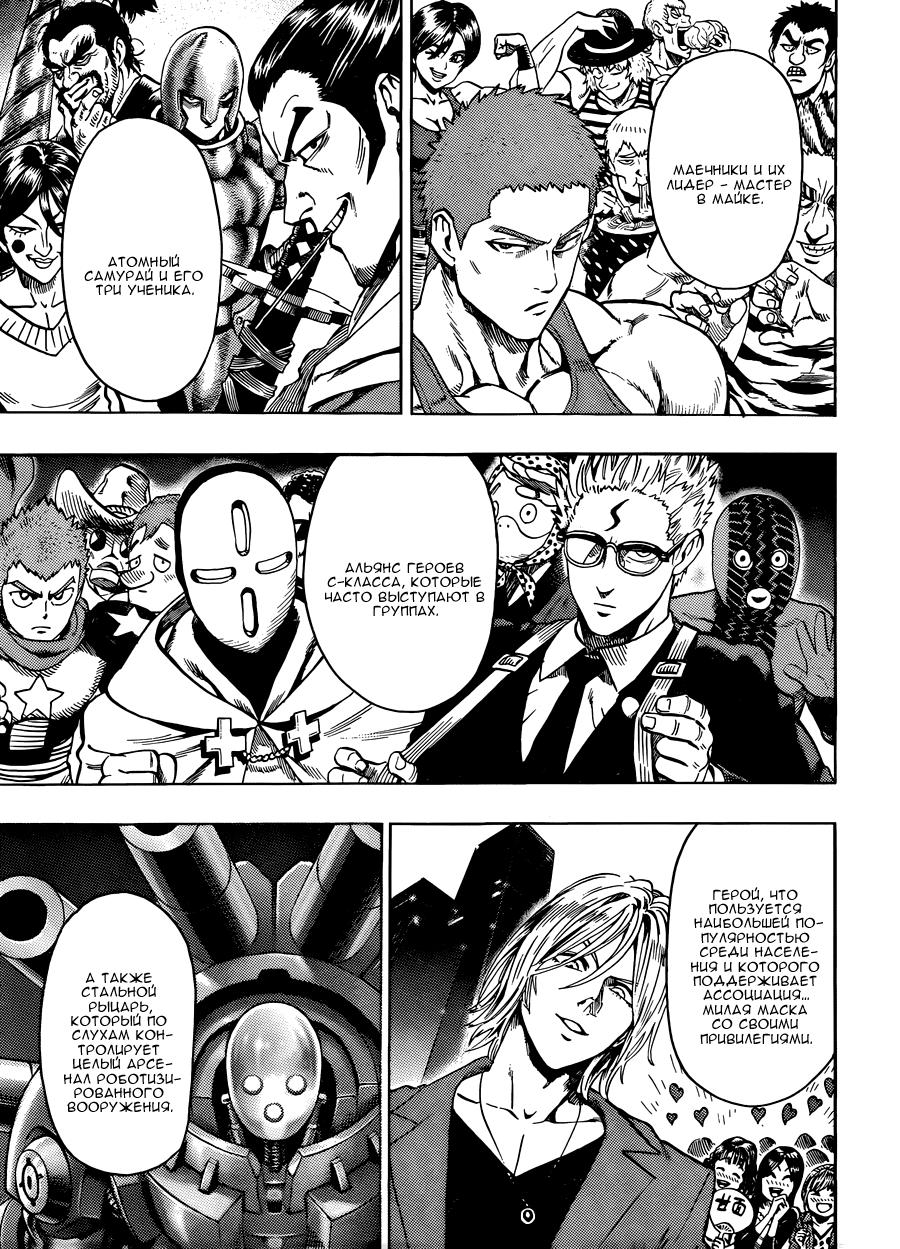 МАЕЧНИКИ И ИХ
ЛИДЕР - МАСТЕР
В МАЙКЕ.
АТОМНЫЙ
САМУРАЙ И ЕГО
ТРИ УЧЕНИКА.
АЛЬЯНС ГЕРОЕВ
С-КЛАССА, КОТОРЫЕ
ЧАСТО ВЫСТУПАЮТ В
ГРУППАХ.
ГЕРОЙ, ЧТО
ПОЛЬЗУЕТСЯ
НАИБОЛЬШЕЙ ПО-
ПУЛЯРНОСТЬЮ
СРЕДИ НАСЕЛЕ-
НИЯ И КОТОРОГО
ПОДДЕРЖИВАЕТ
АССОЦИАЦИЯ...
МИЛАЯ МАСКА
СО СВОИМИ
ПРИВИЛЕГИЯМИ.
А ТАКЖЕ
СТАЛЬНОЙ
РЫЦАРЬ,
КОТОРЫЙ ПО
СЛУХАМ КОН-
ТРОЛИРУЕТ
ЦЕЛЫЙ АРСЕ-
НАЛ РОБОТИЗИ-
РОВАННОГО
ВООРУЖЕНИЯ.